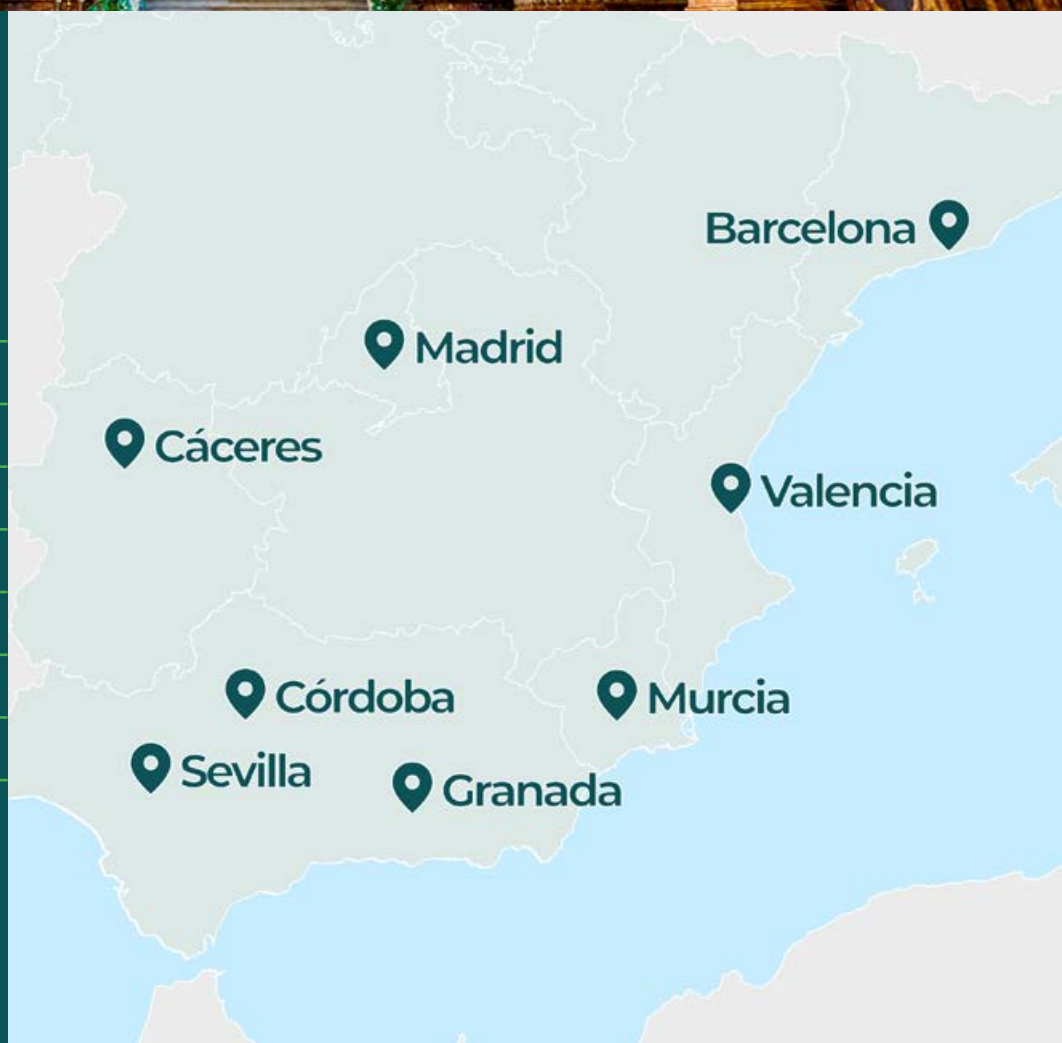 Barcelona
Madrid
Cáceres
Valencia
Córdoba
Murcia
Sevilla
Granada